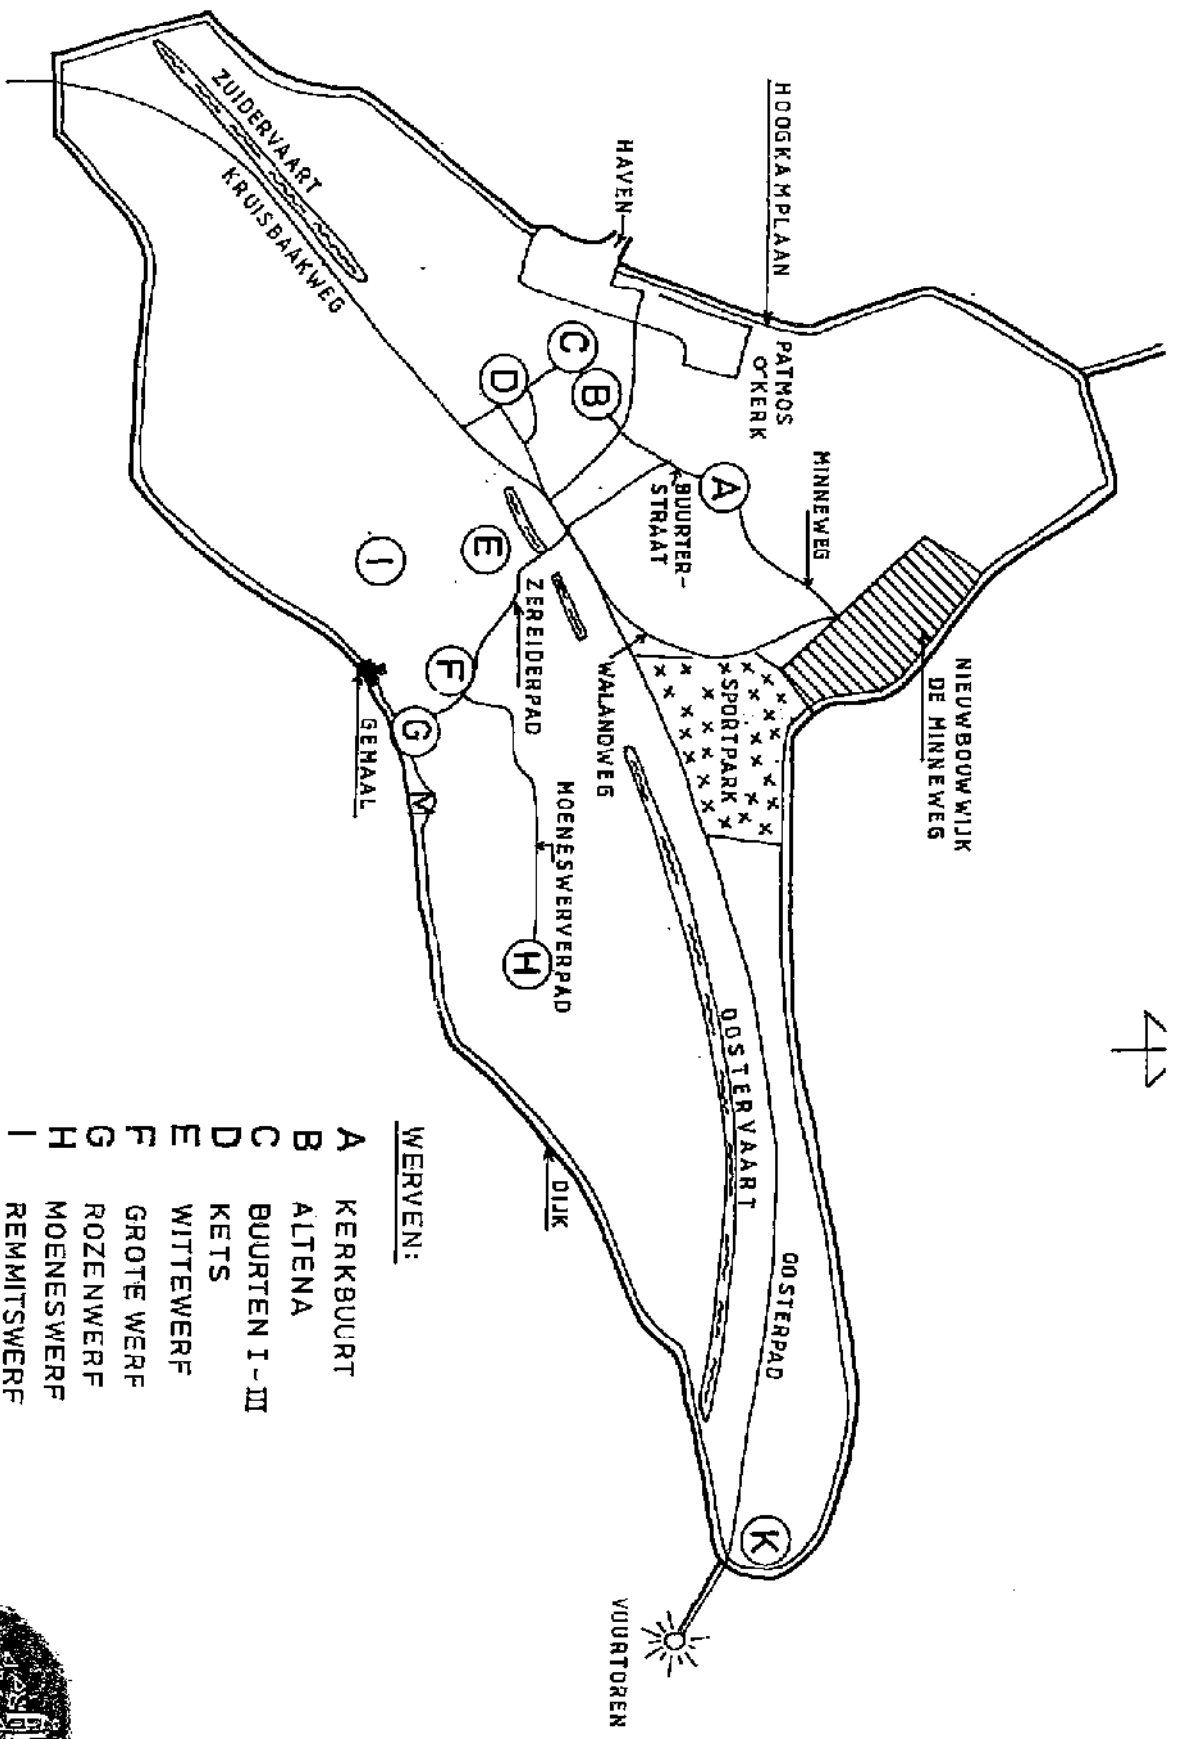 HOOGKAMPLAAN
HAVEN
ZUIDERVAART
KRUISBAAKWEG
PATMOS
O KERK
MINNEWEG
BUURTER-
STRAAT
NIEUWBOUWWIJK
DE MINNEWEG
SPORTPARK
WALANDWEG
ZEREIDERPAD
MOENESWERVERPAD
GEMAAL
OOSTERVAART
OOSTERPAD
DIJK
VUURTOREN
A
B
C
D
E
F
G
H
I
K
M
WERVEN:
A KERKBUURT
B ALTENA
C BUURTEN I-III
D KETS
E WITTEWERF
F GROTE WERF
G ROZENWERF
H MOENESWERF
I REMMITSWERF